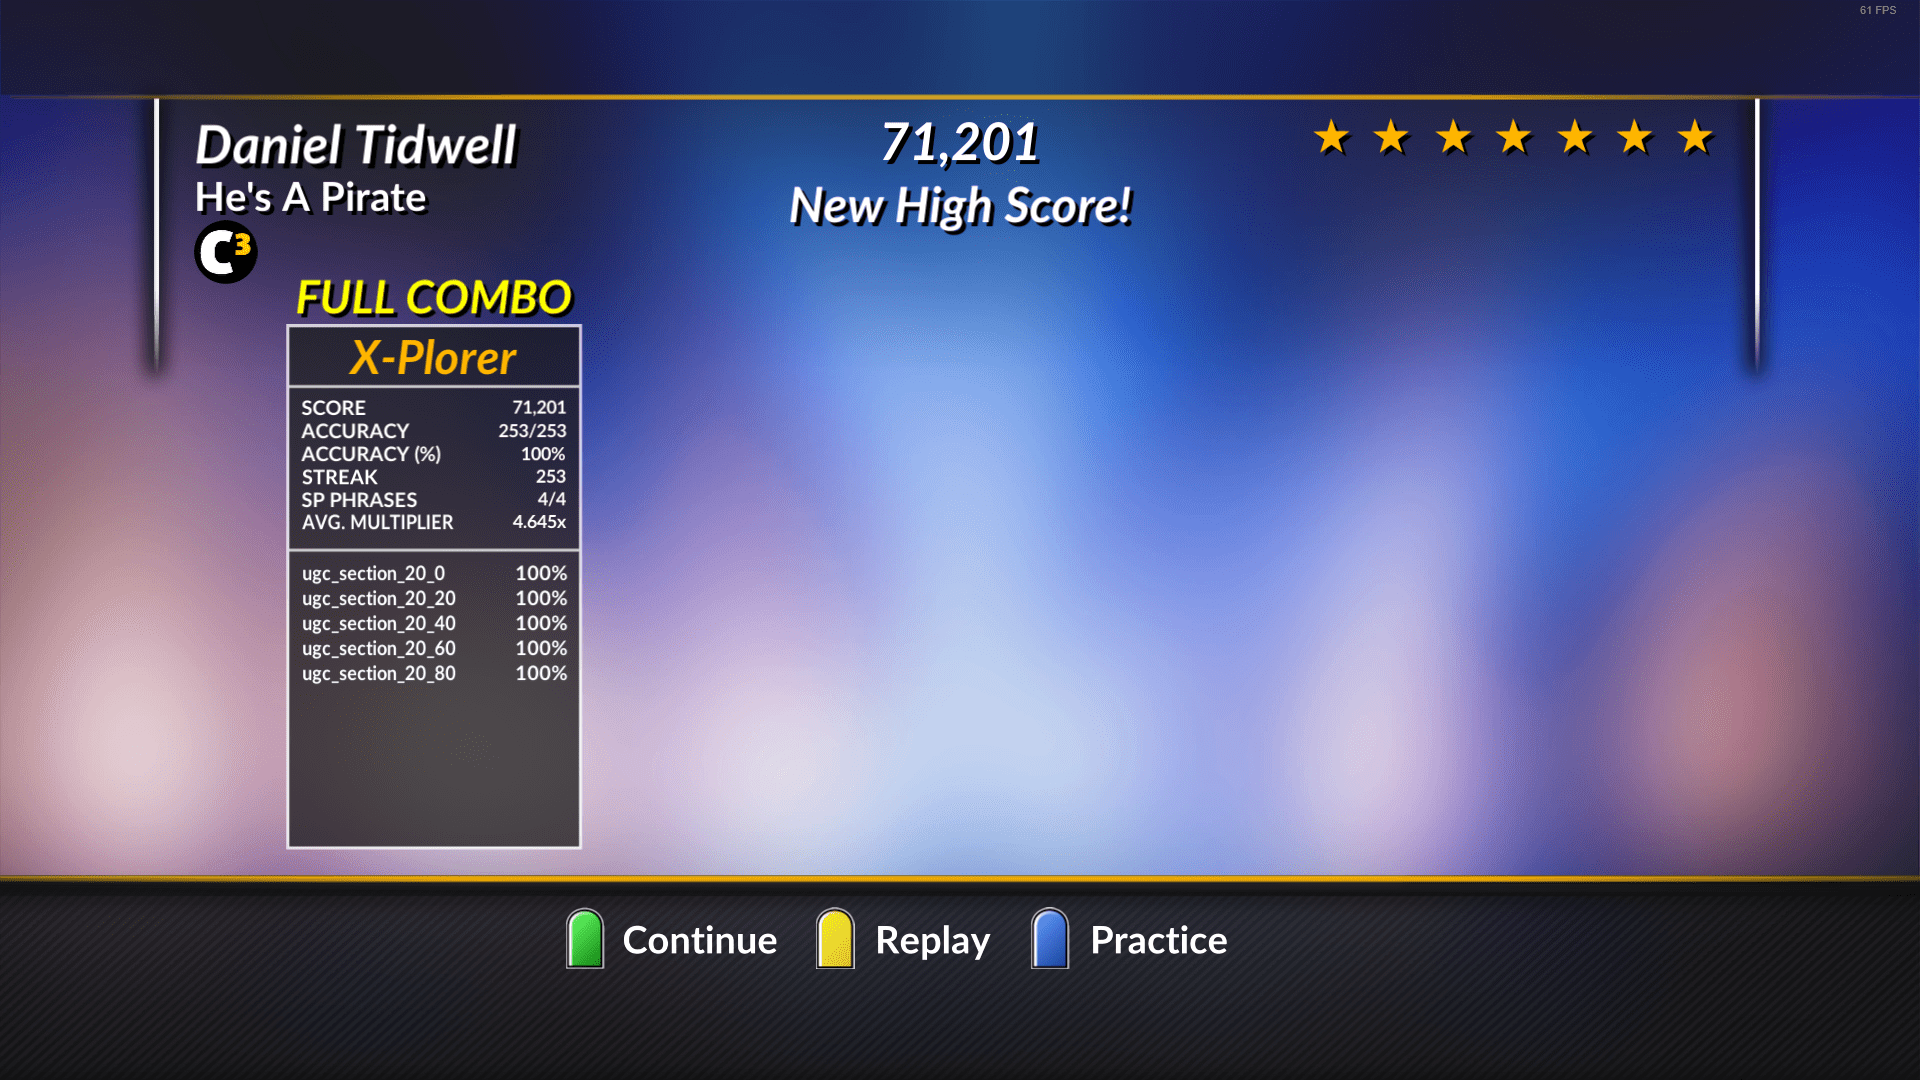 61 FPS
Daniel Tidwell
He's A Pirate
C3
71,201
New High Score!
FULL COMBO
X-Plorer
SCORE 71,201
ACCURACY 253/253
ACCURACY (%) 100%
STREAK 253
SP PHRASES 4/4
AVG. MULTIPLIER 4.645x
ugc_section_20_0 100%
ugc_section_20_20 100%
ugc_section_20_40 100%
ugc_section_20_60 100%
ugc_section_20_80 100%
Continue Replay Practice